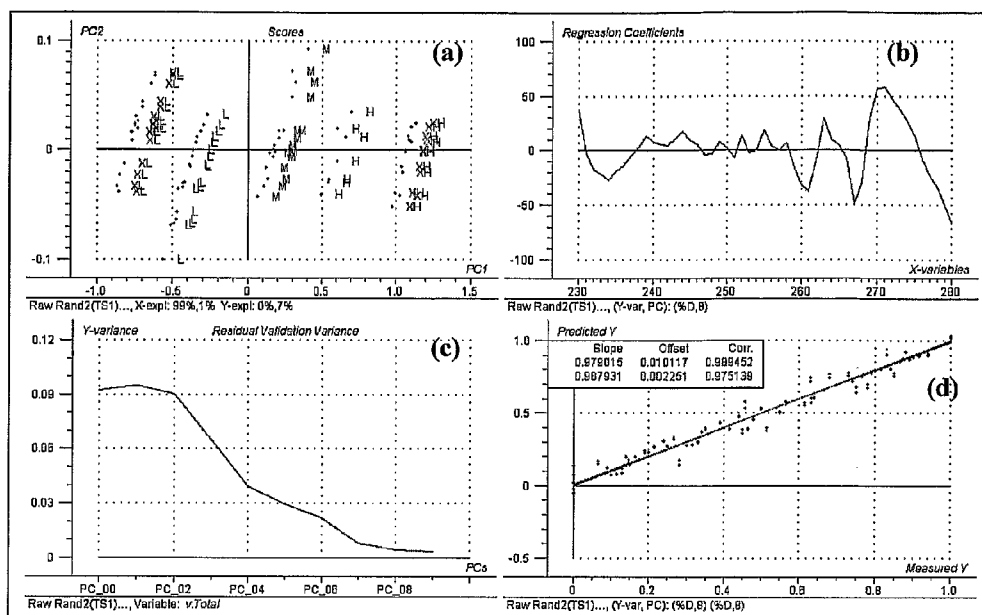 PC2 Scores (a)
0.1
0
-0.1
PC1
-1.0 -0.5 0 0.5 1.0 1.5
Raw Rand2(TS1)..., X-expl: 99%,1% Y-expl: 0%,7%
Regression Coefficients (b)
100
50
0
-50
-100
X-variables
230 240 250 260 270 280
Raw Rand2(TS1)..., (Y-var, PC): (%D,8)
Y-variance Residual Validation Variance (c)
0.12
0.09
0.06
0.03
0
PCs
PC_00 PC_02 PC_04 PC_06 PC_08
Raw Rand2(TS1)..., Variable: v.Total
Predicted Y (d)
Slope Offset Corr.
0.979015 0.010117 0.989452
0.967931 0.002251 0.975139
1.0
0.5
0
-0.5
Measured Y
0 0.2 0.4 0.6 0.8 1.0
Raw Rand2(TS1)..., (Y-var, PC): (%D,8) (%D,8)